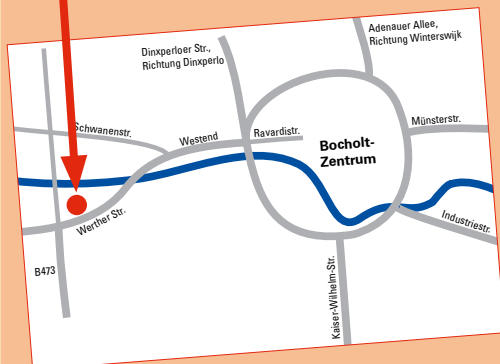 Adenauer Allee,
Richtung Winterswijk
Dinxperloer Str.,
Richtung Dinxperlo
Schwanenstr.
Westend
Ravardistr.
Münsterstr.
Bocholt-
Zentrum
Werther Str.
Industriestr.
B473
Kaiser-Wilhelm-Str.